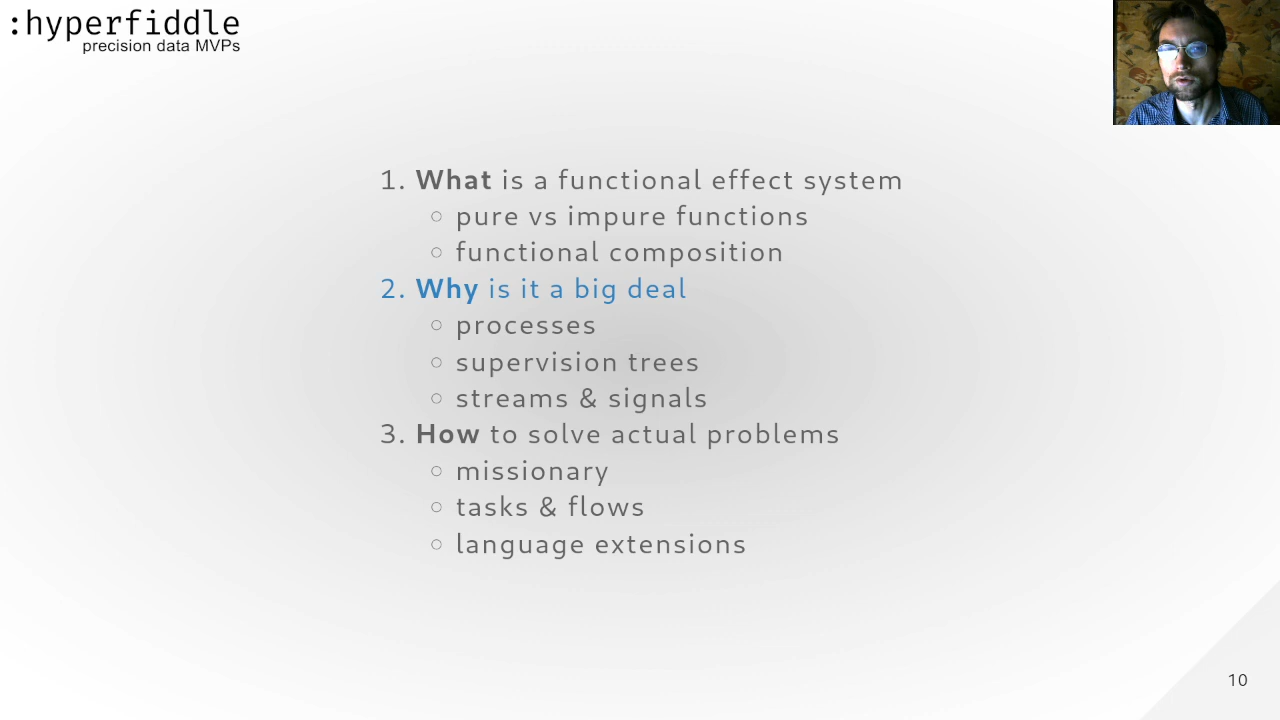 :hyperfiddle
precision data MVPs
1. What is a functional effect system
○ pure vs impure functions
○ functional composition
2. Why is it a big deal
○ processes
○ supervision trees
○ streams & signals
3. How to solve actual problems
○ missionary
○ tasks & flows
○ language extensions
10